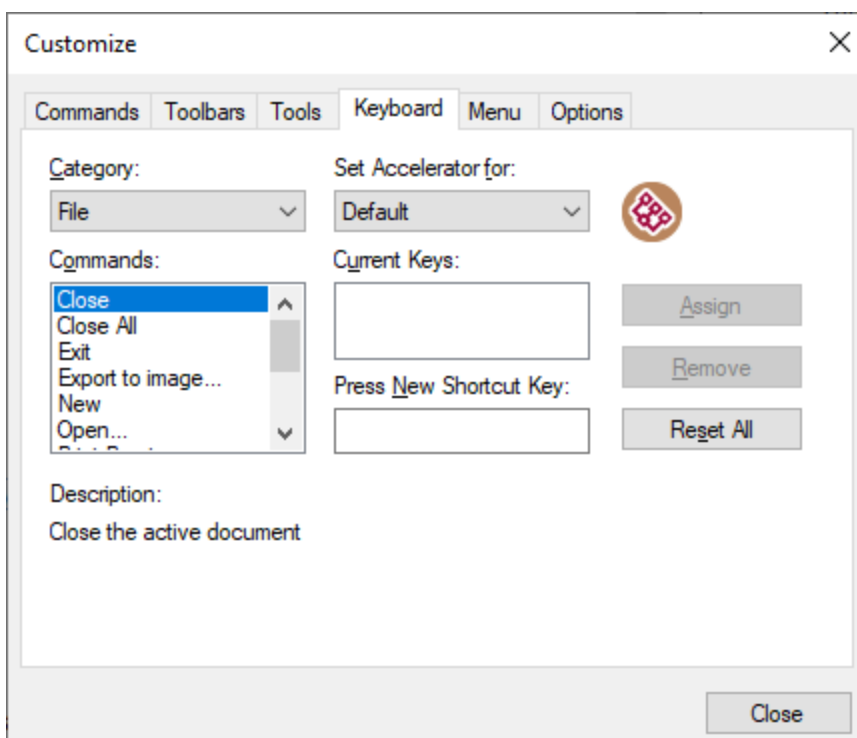 Customize
Commands Toolbars Tools Keyboard Menu Options
Category: Set Accelerator for:
File Default
Commands: Current Keys:
Close
Close All
Exit
Export to image...
New
Open...
Assign
Remove
Press New Shortcut Key:
Reset All
Description:
Close the active document
Close